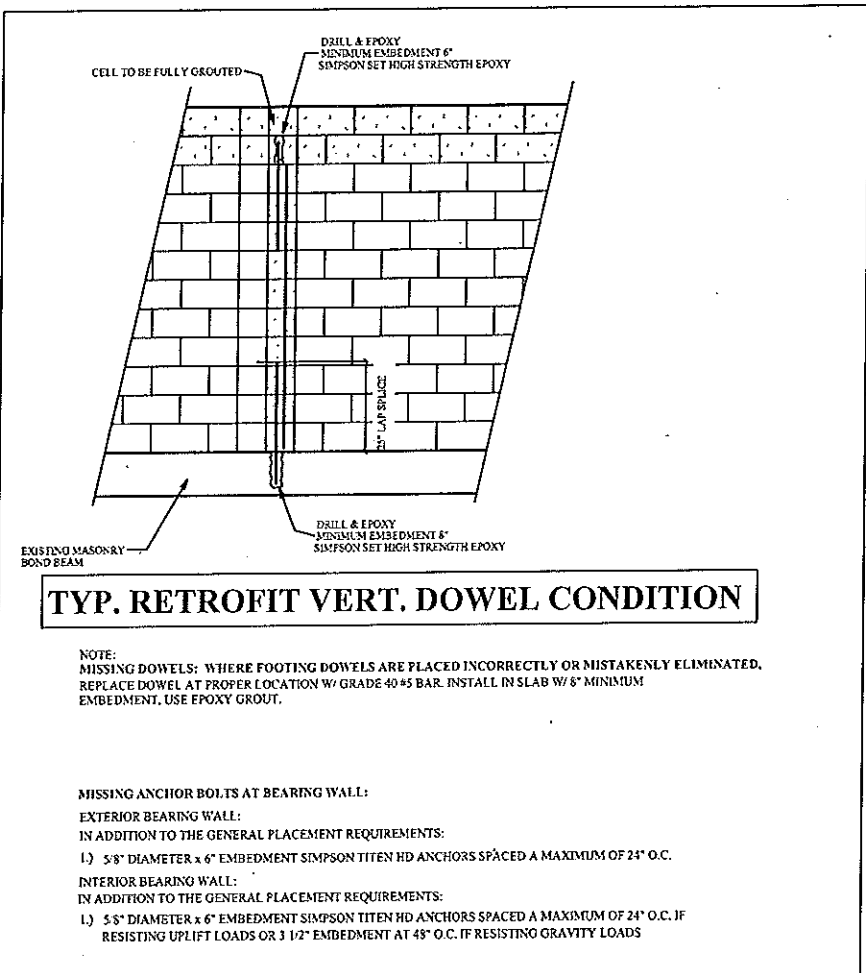 DRILL & EPOXY
MINIMUM EMBEDMENT 6"
SIMPSON SET HIGH STRENGTH EPOXY
CELL TO BE FULLY GROUTED
25" LAP SPLICE
DRILL & EPOXY
MINIMUM EMBEDMENT 8"
SIMPSON SET HIGH STRENGTH EPOXY
EXISTING MASONRY
BOND BEAM
TYP. RETROFIT VERT. DOWEL CONDITION
NOTE:
MISSING DOWELS: WHERE FOOTING DOWELS ARE PLACED INCORRECTLY OR MISTAKENLY ELIMINATED,
REPLACE DOWEL AT PROPER LOCATION W/ GRADE 40 #5 BAR. INSTALL IN SLAB W/ 8" MINIMUM
EMBEDMENT, USE EPOXY GROUT.
MISSING ANCHOR BOLTS AT BEARING WALL:
EXTERIOR BEARING WALL:
IN ADDITION TO THE GENERAL PLACEMENT REQUIREMENTS:
1.) 5/8" DIAMETER x 6" EMBEDMENT SIMPSON TITEN HD ANCHORS SPACED A MAXIMUM OF 24" O.C.
INTERIOR BEARING WALL:
IN ADDITION TO THE GENERAL PLACEMENT REQUIREMENTS:
1.) 5/8" DIAMETER x 6" EMBEDMENT SIMPSON TITEN HD ANCHORS SPACED A MAXIMUM OF 24" O.C. IF
RESISTING UPLIFT LOADS OR 3 1/2" EMBEDMENT AT 48" O.C. IF RESISTING GRAVITY LOADS